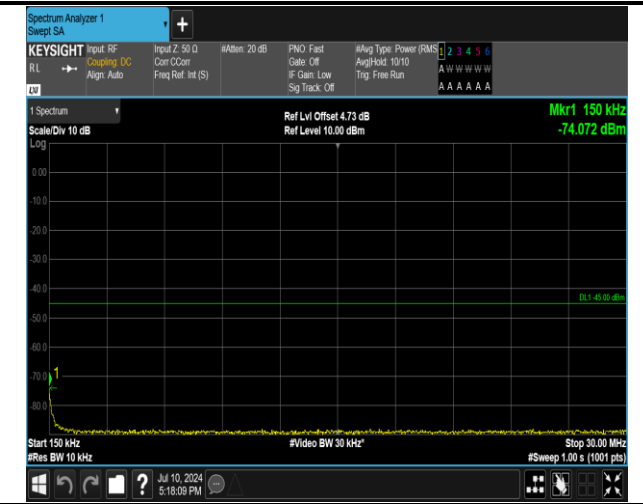 Spectrum Analyzer 1
Swept SA
+
KEYSIGHT Input: RF Input Z: 50 Ω #Atten: 20 dB PNO: Fast #Avg Type: Power (RMS 1 2 3 4 5 6
RL Coupling: DC Corr CCorr Gate: Off Avg|Hold: 10/10 A W W W W W
Align: Auto Freq Ref: Int (S) IF Gain: Low Trig: Free Run
LXI Sig Track: Off A A A A A A
1 Spectrum Ref Lvl Offset 4.73 dB Mkr1 150 kHz
Scale/Div 10 dB Ref Level 10.00 dBm -74.072 dBm
Log
0.00
-10.0
-20.0
-30.0
-40.0
DL1 -45.00 dBm
-50.0
-60.0
-70.0 1
-80.0
Start 150 kHz #Video BW 30 kHz* Stop 30.00 MHz
#Res BW 10 kHz #Sweep 1.00 s (1001 pts)
? Jul 10, 2024
5:18:09 PM